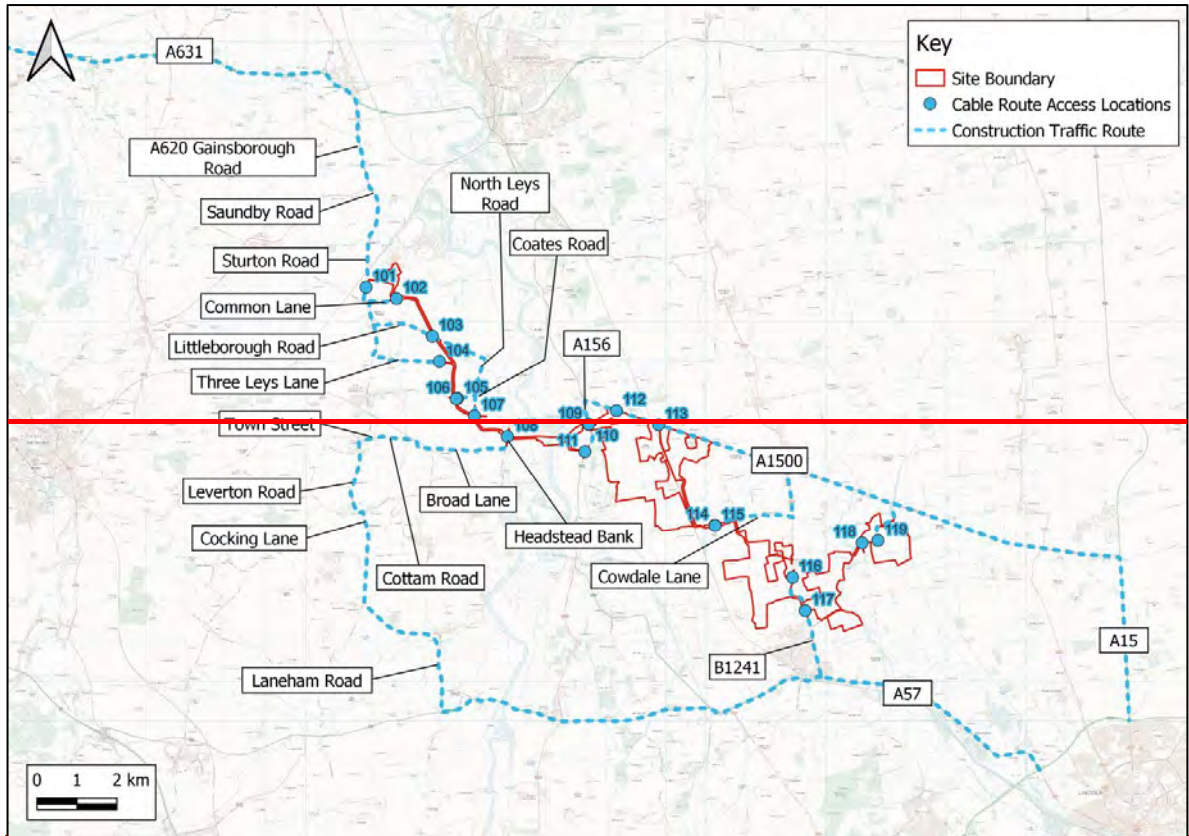 A631
Key
Site Boundary
Cable Route Access Locations
Construction Traffic Route
A620 Gainsborough
Road
North Leys
Road
Saundby Road
Coates Road
Sturton Road
101
102
Common Lane
103
Littleborough Road
A156
104
Three Leys Lane
106
105
112
107
109
113
Town Street
108
111
110
A1500
Leverton Road
Broad Lane
114
115
Headstead Bank
118
119
Cocking Lane
Cottam Road
Cowdale Lane
116
117
A15
B1241
Laneham Road
A57
0 1 2 km
LINCOLN